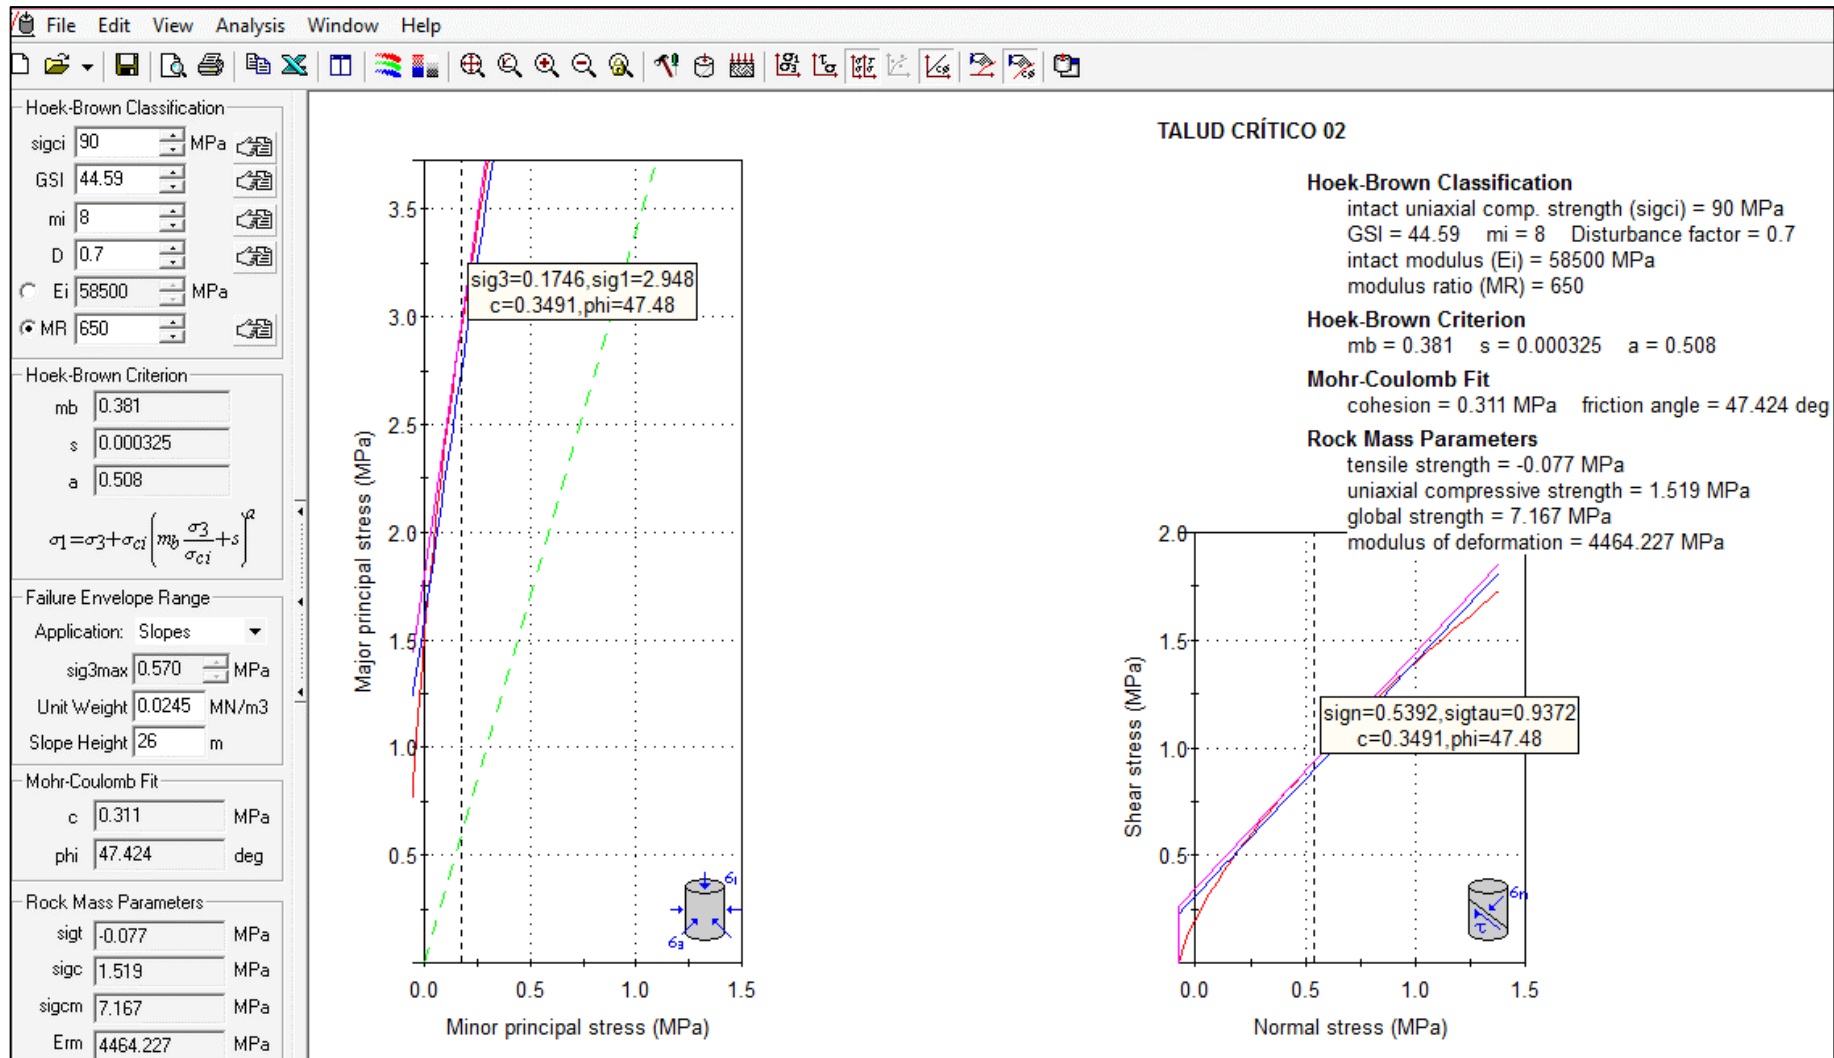 File Edit View Analysis Window Help
Hoek-Brown Classification
sigci 90 MPa
GSI 44.59
mi 8
D 0.7
Ei 58500 MPa
MR 650
Hoek-Brown Criterion
mb 0.381
s 0.000325
a 0.508
σ1=σ3+σci(mb σ3/σci+s)^a
Failure Envelope Range
Application: Slopes
sig3max 0.570 MPa
Unit Weight 0.0245 MN/m3
Slope Height 26 m
Mohr-Coulomb Fit
c 0.311 MPa
phi 47.424 deg
Rock Mass Parameters
sigt -0.077 MPa
sigc 1.519 MPa
sigcm 7.167 MPa
Erm 4464.227 MPa
Major principal stress (MPa)
3.5
3.0
2.5
2.0
1.5
1.0
0.5
sig3=0.1746,sig1=2.948
c=0.3491,phi=47.48
σ1
σ3
0.0 0.5 1.0 1.5
Minor principal stress (MPa)
TALUD CRÍTICO 02
Hoek-Brown Classification
intact uniaxial comp. strength (sigci) = 90 MPa
GSI = 44.59 mi = 8 Disturbance factor = 0.7
intact modulus (Ei) = 58500 MPa
modulus ratio (MR) = 650
Hoek-Brown Criterion
mb = 0.381 s = 0.000325 a = 0.508
Mohr-Coulomb Fit
cohesion = 0.311 MPa friction angle = 47.424 deg
Rock Mass Parameters
tensile strength = -0.077 MPa
uniaxial compressive strength = 1.519 MPa
global strength = 7.167 MPa
modulus of deformation = 4464.227 MPa
Shear stress (MPa)
2.0
1.5
1.0
0.5
sign=0.5392,sigtau=0.9372
c=0.3491,phi=47.48
σn
τ
0.0 0.5 1.0 1.5
Normal stress (MPa)